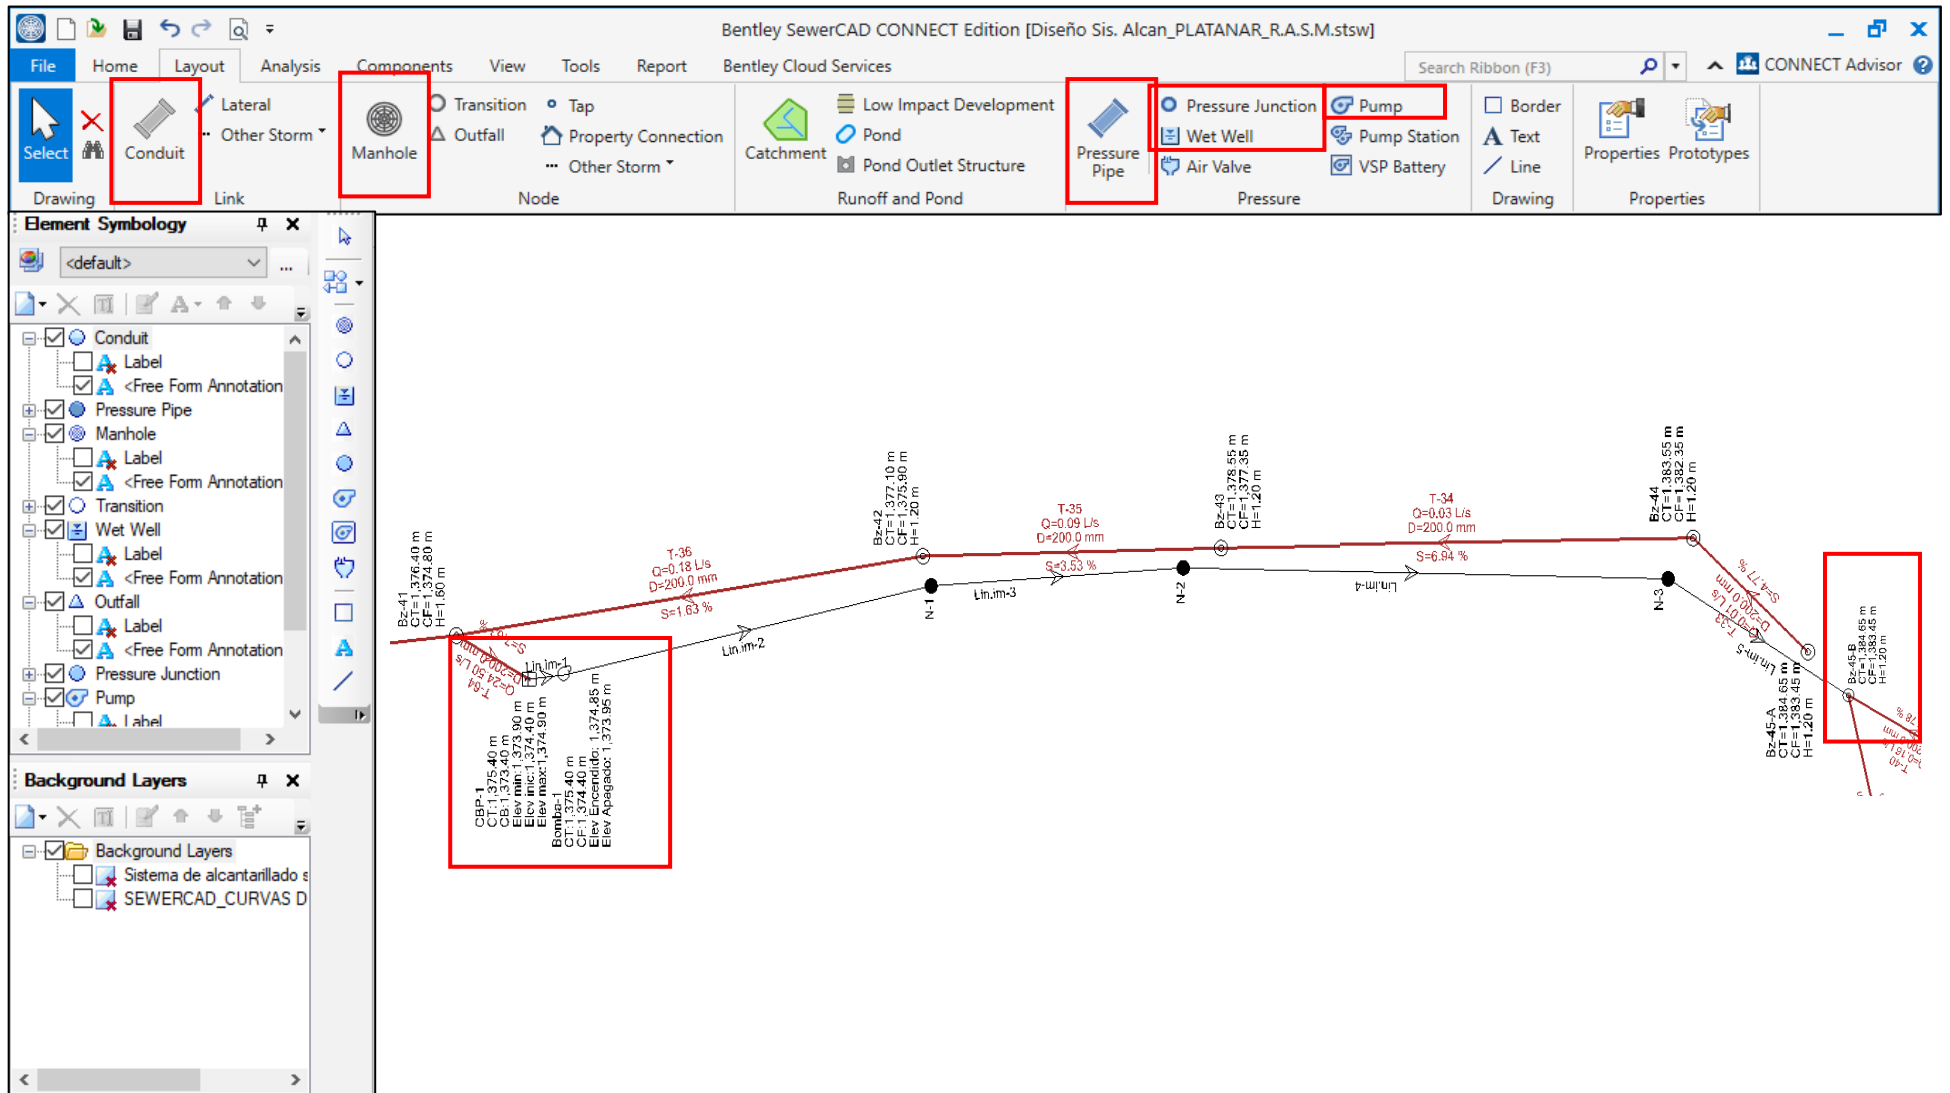 Bentley SewerCAD CONNECT Edition [Diseño Sis. Alcan_PLATANAR_R.A.S.M.stsw]
File Home Layout Analysis Components View Tools Report Bentley Cloud Services
Search Ribbon (F3)
CONNECT Advisor
Select
Drawing
Conduit
Lateral
Other Storm
Link
Manhole
Transition
Outfall
Tap
Property Connection
Other Storm
Node
Catchment
Low Impact Development
Pond
Pond Outlet Structure
Runoff and Pond
Pressure
Pipe
Pressure Junction
Wet Well
Air Valve
Pump
Pump Station
VSP Battery
Pressure
Border
Text
Line
Drawing
Properties
Prototypes
Properties
Element Symbology
<default>
...
Conduit
Label
<Free Form Annotation
Pressure Pipe
Manhole
Label
<Free Form Annotation
Transition
Wet Well
Label
<Free Form Annotation
Outfall
Label
<Free Form Annotation
Pressure Junction
Pump
Label
Background Layers
Background Layers
Sistema de alcantarillado s
SEWERCAD_CURVAS D
Bz-41
CT=1,376.40 m
CF=1,374.80 m
H=1.60 m
T-36
Q=0.18 L/s
D=200.0 mm
S=1.63 %
Bz-42
CT=1,377.10 m
CF=1,375.90 m
H=1.20 m
T-35
Q=0.09 L/s
D=200.0 mm
S=3.53 %
Bz-43
CT=1,378.55 m
CF=1,377.35 m
H=1.20 m
T-34
Q=0.03 L/s
D=200.0 mm
S=6.94 %
Bz-44
CT=1,383.55 m
CF=1,382.35 m
H=1.20 m
S=4.77 %
D=200.0 mm
Q=0.01 L/s
T-33
Lin.im-1
Lin.im-2
N-1
Lin.im-3
N-2
Lin.im-4
N-3
Lin.im-5
T-64
Q=24.50 L/s
CBP-1
CT:1,375.40 m
CB:1,373.40 m
Elev min:1,373.90 m
Elev inic:1,374.40 m
Elev max:1,374.90 m
Bomba-1
CT:1,375.40 m
CF:1,374.40 m
Elev Encendido: 1,374.85 m
Elev Apagado: 1,373.95 m
Bz-45-A
CT=1,384.65 m
CF=1,383.45 m
H=1.20 m
Bz-45-B
CT=1,384.65 m
CF=1,383.45 m
H=1.20 m
78 %
T-40